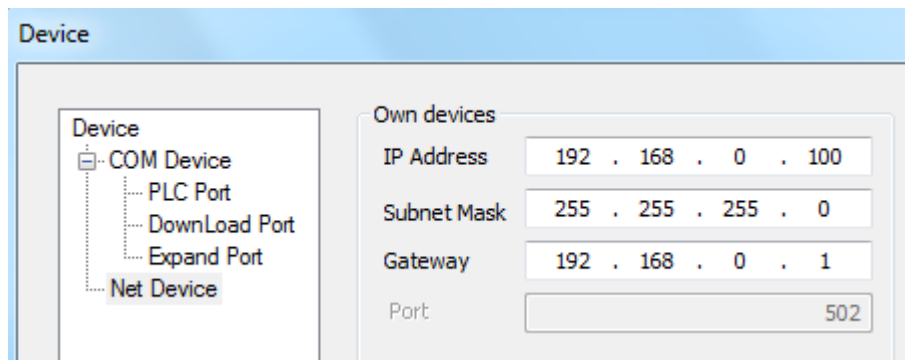 Device
Device
COM Device
PLC Port
DownLoad Port
Expand Port
Net Device
Own devices
IP Address 192 . 168 . 0 . 100
Subnet Mask 255 . 255 . 255 . 0
Gateway 192 . 168 . 0 . 1
Port 502